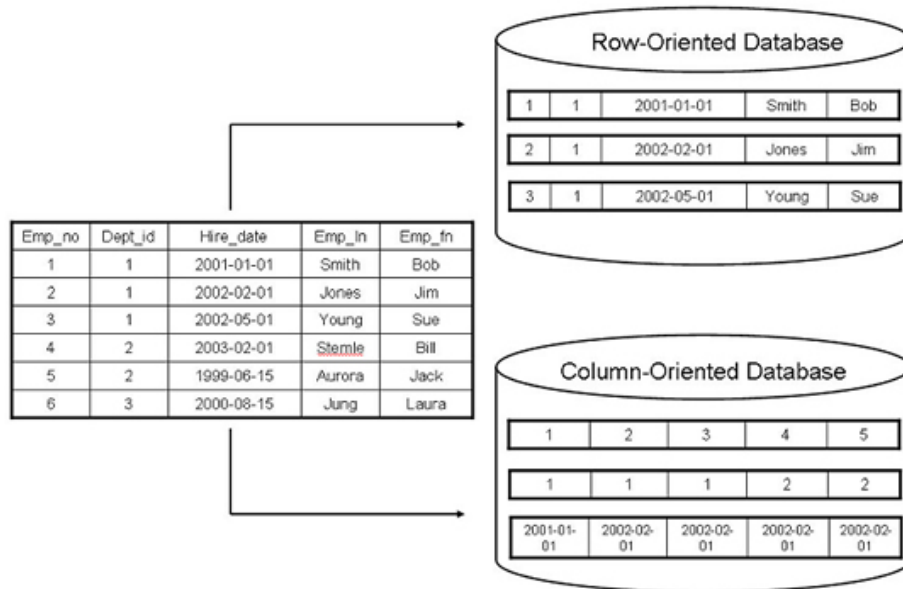 Row-Oriented Database
1 1 2001-01-01 Smith Bob
2 1 2002-02-01 Jones Jim
3 1 2002-05-01 Young Sue
Emp_no Dept_id Hire_date Emp_ln Emp_fn
1 1 2001-01-01 Smith Bob
2 1 2002-02-01 Jones Jim
3 1 2002-05-01 Young Sue
4 2 2003-02-01 Stemle Bill
5 2 1999-06-15 Aurora Jack
6 3 2000-08-15 Jung Laura
Column-Oriented Database
1 2 3 4 5
1 1 1 2 2
2001-01- 2002-02- 2002-02- 2002-02- 2002-02-
01 01 01 01 01